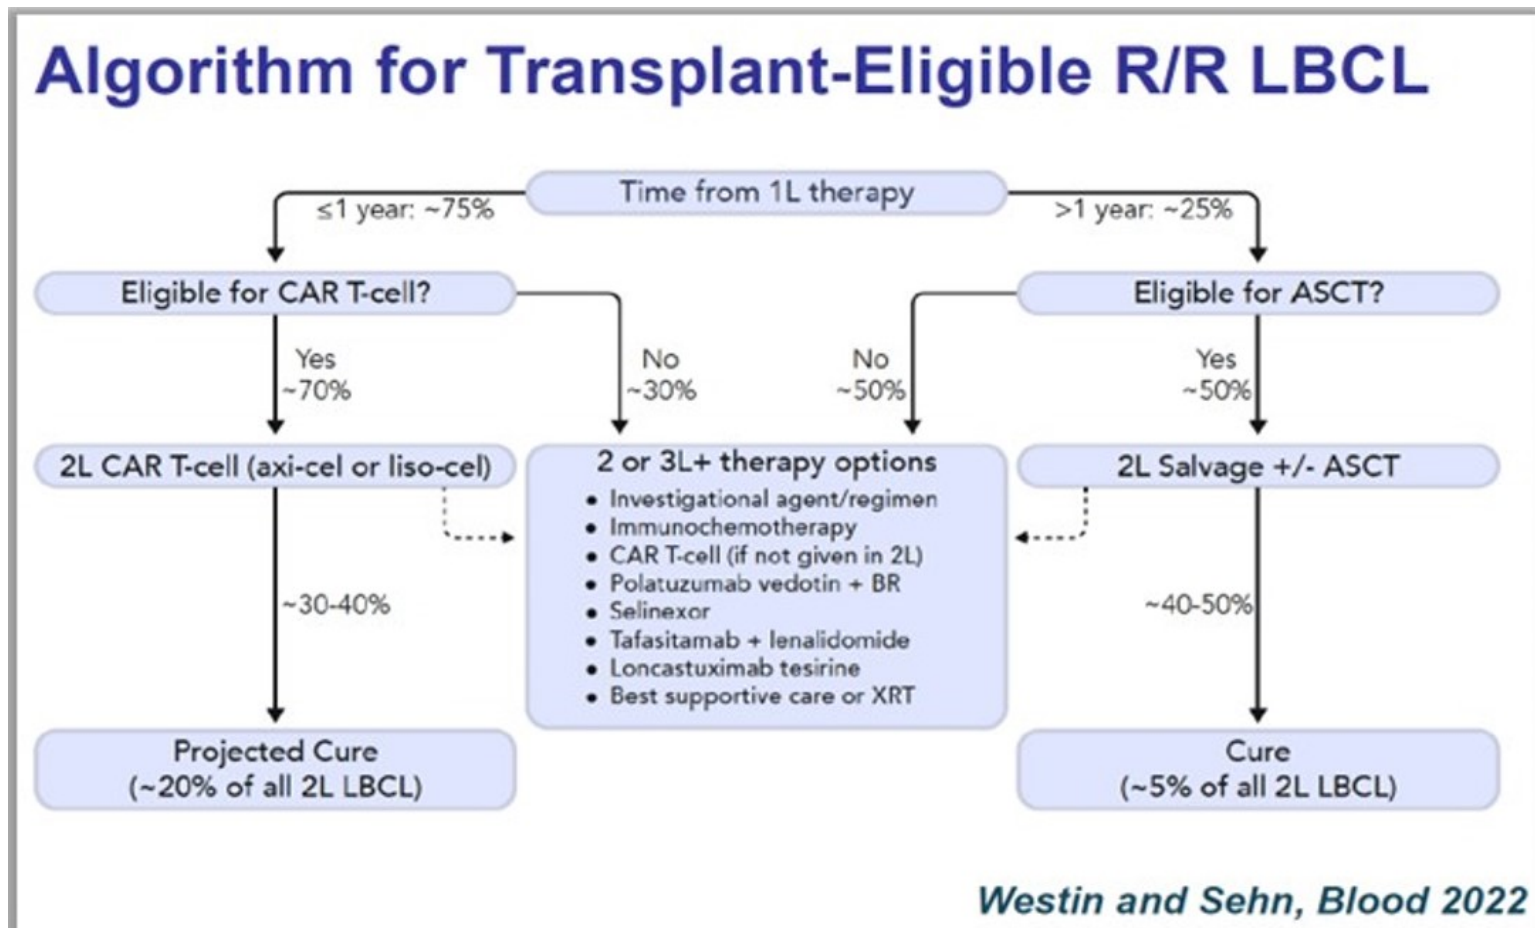 Algorithm for Transplant-Eligible R/R LBCL
Time from 1L therapy
≤1 year: ~75%
>1 year: ~25%
Eligible for CAR T-cell?
Eligible for ASCT?
Yes
~70%
No
~30%
No
~50%
Yes
~50%
2L CAR T-cell (axi-cel or liso-cel)
2 or 3L+ therapy options
• Investigational agent/regimen
• Immunochemotherapy
• CAR T-cell (if not given in 2L)
• Polatuzumab vedotin + BR
• Selinexor
• Tafasitamab + lenalidomide
• Loncastuximab tesirine
• Best supportive care or XRT
2L Salvage +/- ASCT
~30-40%
~40-50%
Projected Cure
(~20% of all 2L LBCL)
Cure
(~5% of all 2L LBCL)
Westin and Sehn, Blood 2022